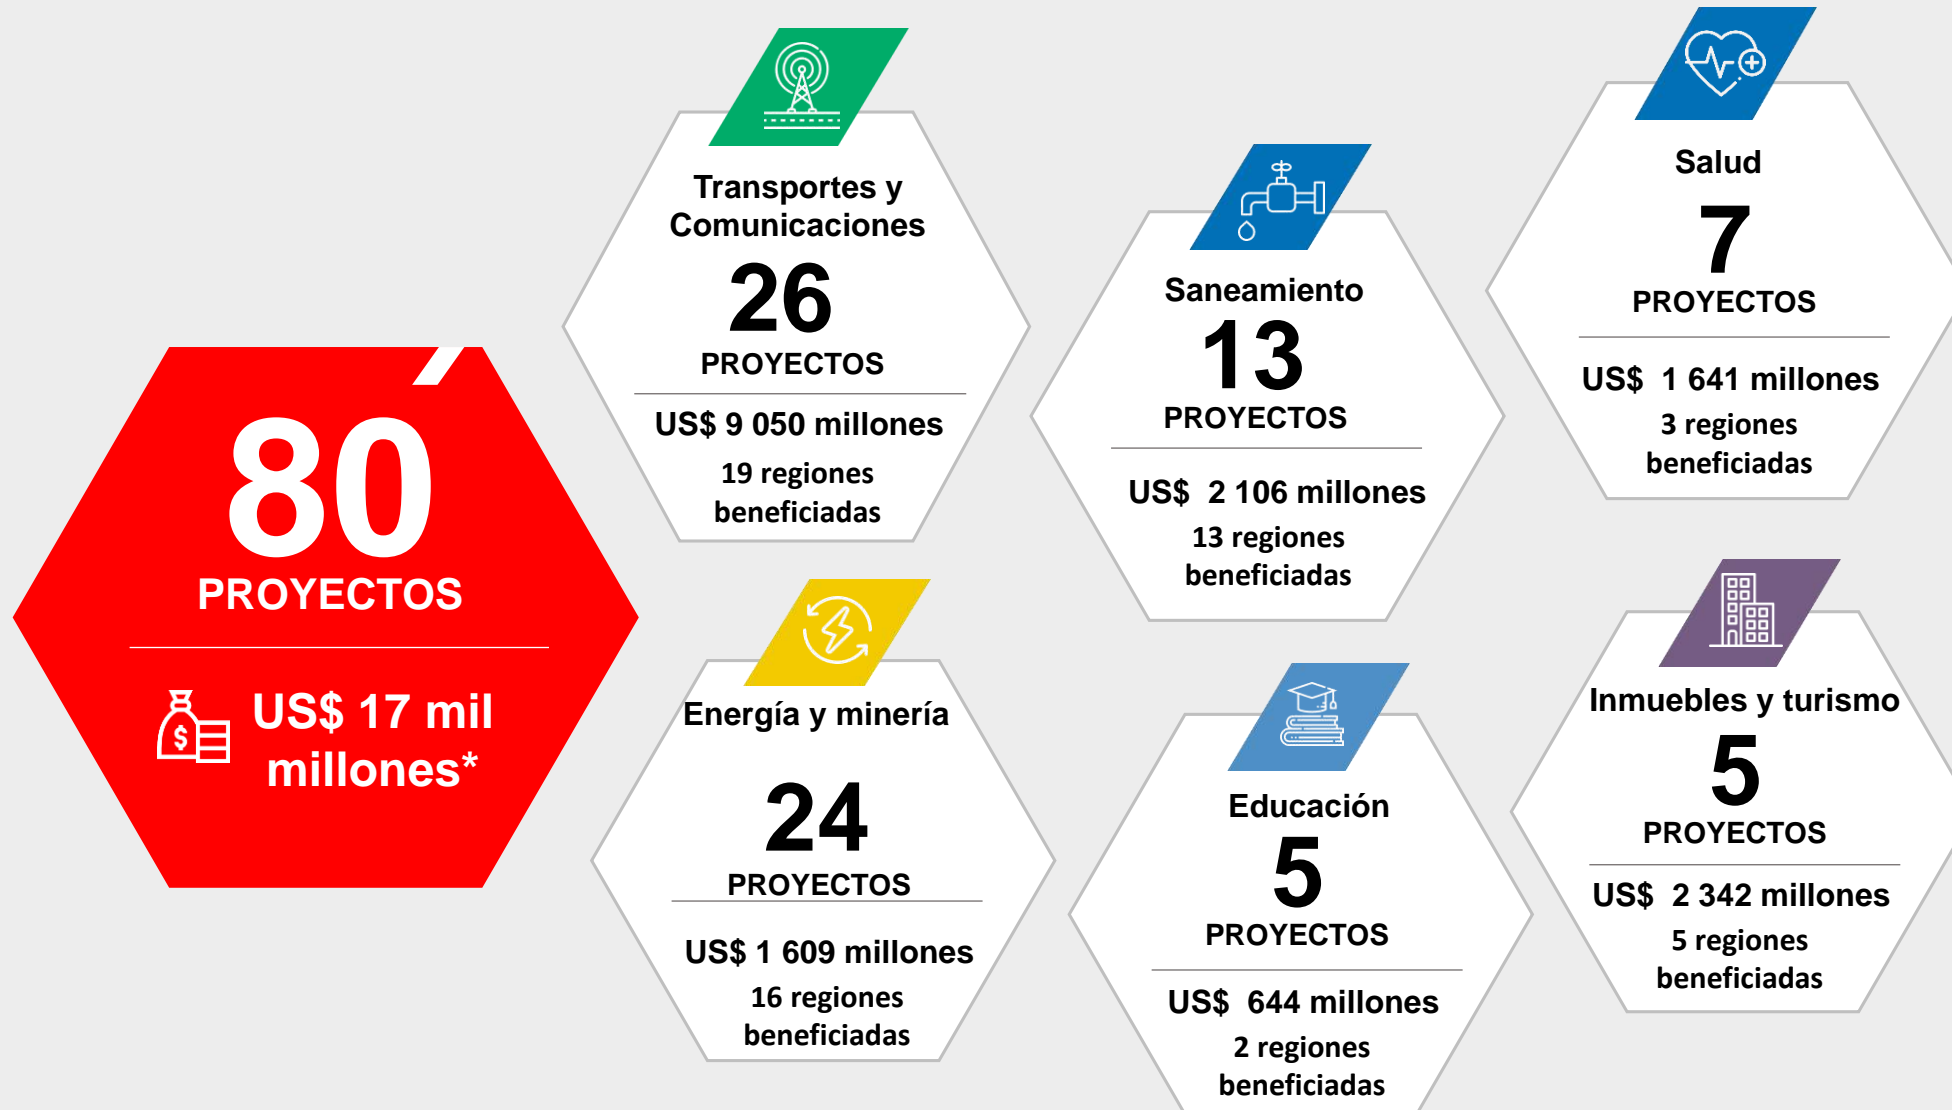 80
PROYECTOS
US$ 17 mil
millones*
Transportes y
Comunicaciones
26
PROYECTOS
US$ 9 050 millones
19 regiones
beneficiadas
Energía y minería
24
PROYECTOS
US$ 1 609 millones
16 regiones
beneficiadas
Saneamiento
13
PROYECTOS
US$ 2 106 millones
13 regiones
beneficiadas
Educación
5
PROYECTOS
US$ 644 millones
2 regiones
beneficiadas
Salud
7
PROYECTOS
US$ 1 641 millones
3 regiones
beneficiadas
Inmuebles y turismo
5
PROYECTOS
US$ 2 342 millones
5 regiones
beneficiadas